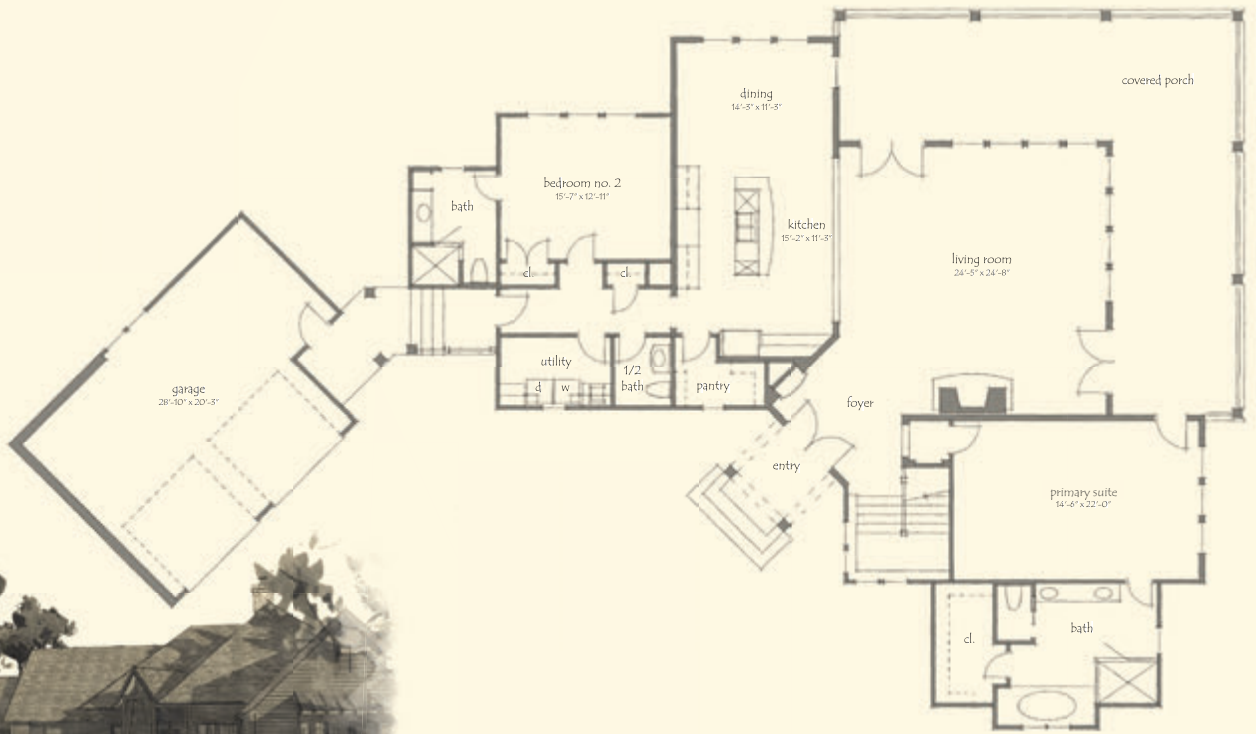 covered porch
dining
14'-3" x 11'-3"
bedroom no. 2
15'-7" x 12'-11"
bath
kitchen
15'-2" x 11'-3"
living room
24'-5" x 24'-8"
cl.
cl.
utility
d
w
1/2
bath
pantry
garage
28'-10" x 20'-3"
foyer
entry
primary suite
14'-6" x 22'-0"
cl.
bath